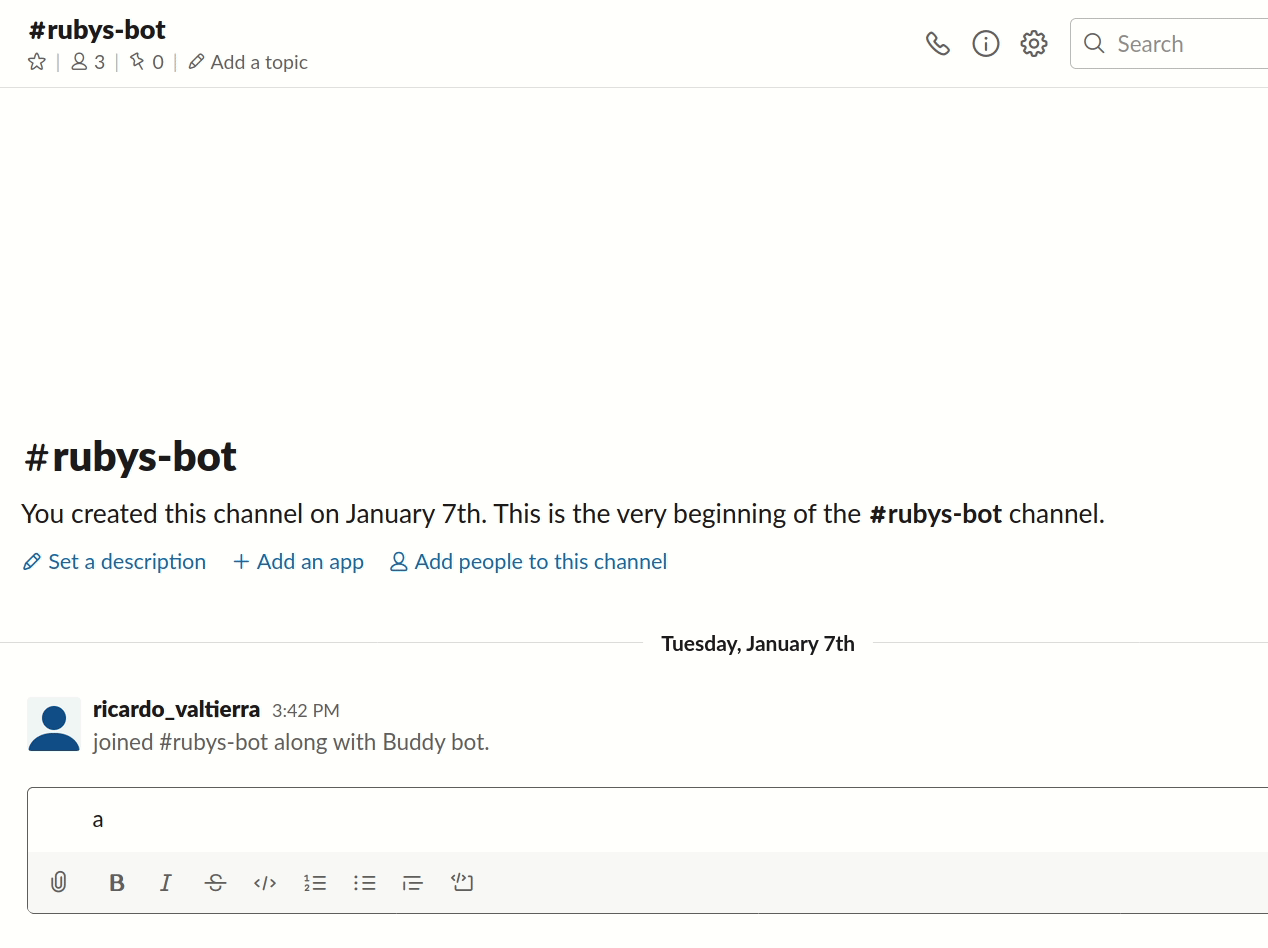 #rubys-bot
3 | 0 | Add a topic
Search
#rubys-bot
You created this channel on January 7th. This is the very beginning of the #rubys-bot channel.
Set a description + Add an app Add people to this channel
Tuesday, January 7th
ricardo_valtierra 3:42 PM
joined #rubys-bot along with Buddy bot.
a
B I S </>